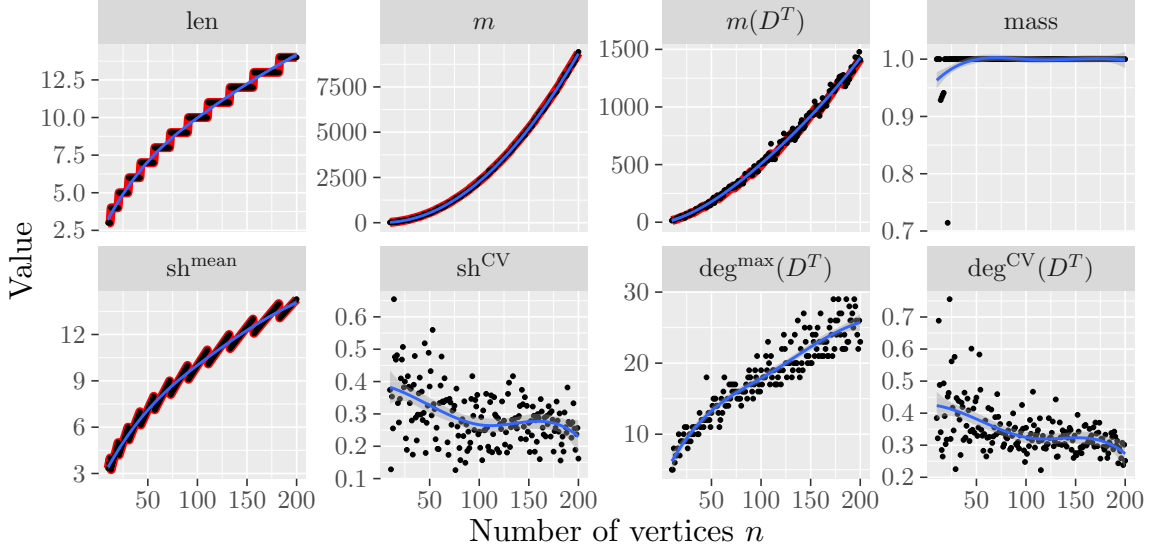 len m m(D^T) mass
12.5 10.0 7.5 5.0 2.5
7500 5000 2500 0
1500 1000 500 0
1.0 0.9 0.8 0.7
sh^mean sh^CV deg^max(D^T) deg^CV(D^T)
12 9 6 3
0.6 0.5 0.4 0.3 0.2 0.1
30 20 10
0.7 0.6 0.5 0.4 0.3 0.2
50 100 150 200 50 100 150 200 50 100 150 200 50 100 150 200
Number of vertices n
Value